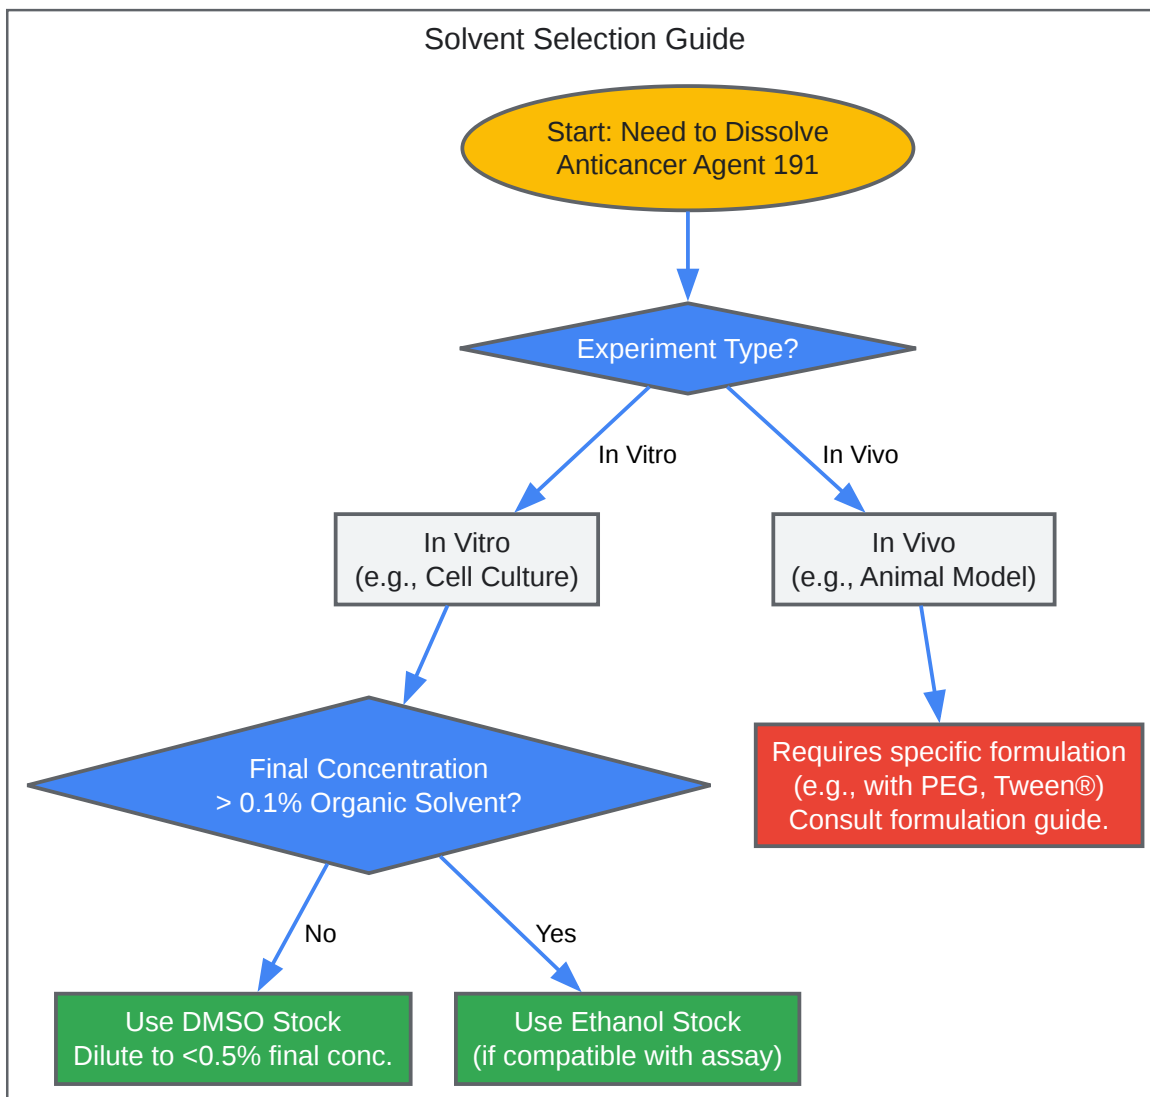 Solvent Selection Guide
Start: Need to Dissolve
Anticancer Agent 191
Experiment Type?
In Vitro
In Vivo
In Vitro
(e.g., Cell Culture)
In Vivo
(e.g., Animal Model)
Final Concentration
> 0.1% Organic Solvent?
Requires specific formulation
(e.g., with PEG, Tween®)
Consult formulation guide.
No
Yes
Use DMSO Stock
Dilute to <0.5% final conc.
Use Ethanol Stock
(if compatible with assay)